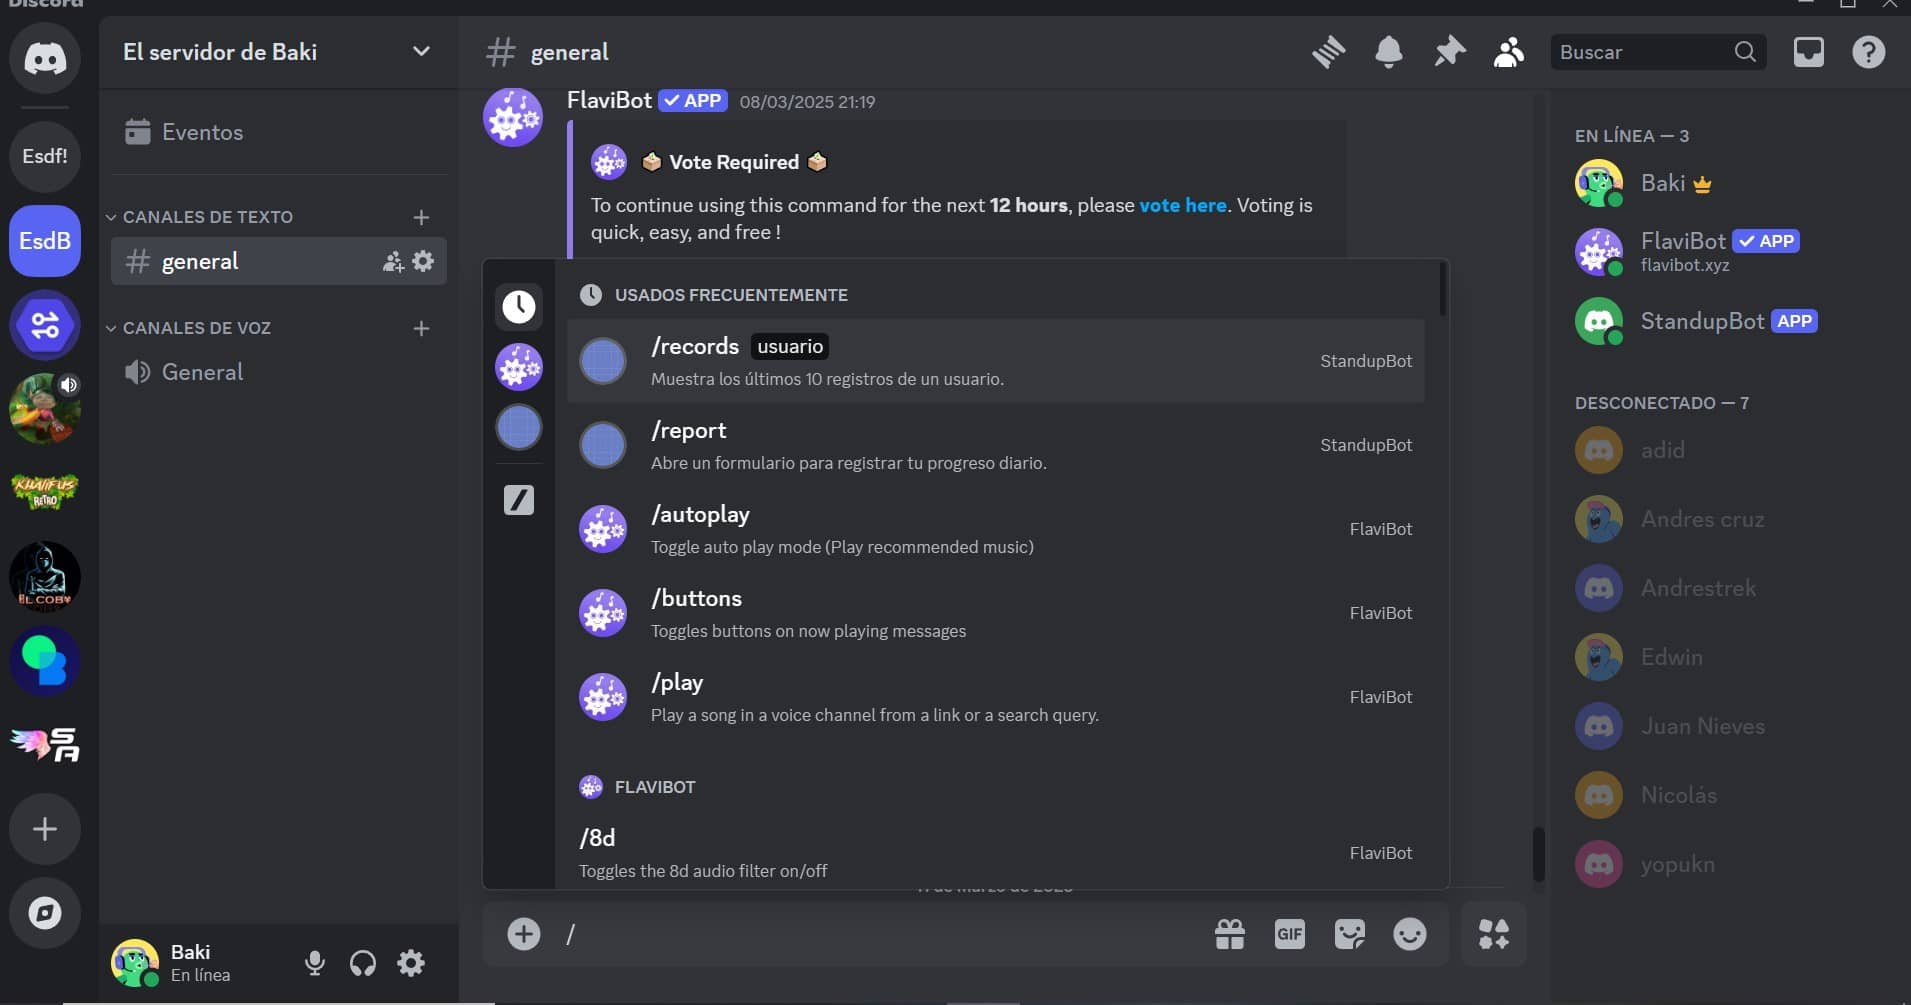 Discord
El servidor de Baki
general
Buscar
Esdf!
EsdB
KHALIFUS
RETRO
EL COBY
SA
Eventos
CANALES DE TEXTO
general
CANALES DE VOZ
General
FlaviBot APP 08/03/2025 21:19
Vote Required
To continue using this command for the next 12 hours, please vote here. Voting is
quick, easy, and free !
USADOS FRECUENTEMENTE
/records usuario
Muestra los últimos 10 registros de un usuario.
StandupBot
/report
Abre un formulario para registrar tu progreso diario.
StandupBot
/autoplay
Toggle auto play mode (Play recommended music)
FlaviBot
/buttons
Toggles buttons on now playing messages
FlaviBot
/play
Play a song in a voice channel from a link or a search query.
FlaviBot
FLAVIBOT
/8d
Toggles the 8d audio filter on/off
FlaviBot
/
GIF
EN LÍNEA — 3
Baki
FlaviBot APP
flavibot.xyz
StandupBot APP
DESCONECTADO — 7
adid
Andres cruz
Andrestrek
Edwin
Juan Nieves
Nicolás
yopukn
Baki
En línea